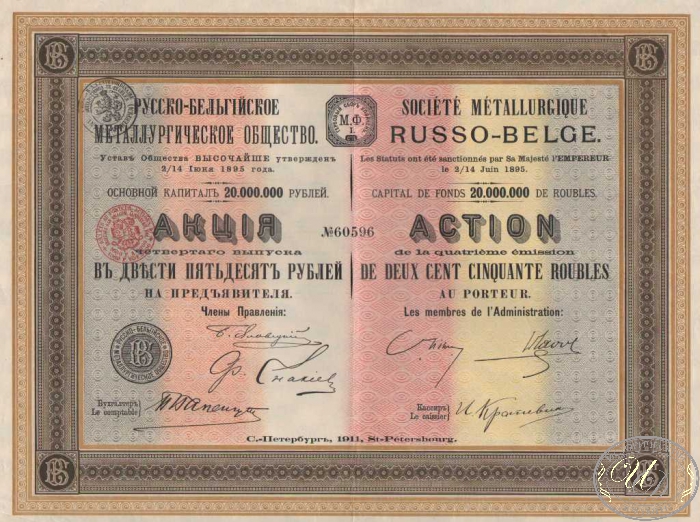 РУССКО-БЕЛЬГІЙСКОЕ
МЕТАЛЛУРГИЧЕСКОЕ ОБЩЕСТВО.
Уставъ Общества ВЫСОЧАЙШЕ утвержденъ
2/14 Іюня 1895 года.
ОСНОВНОЙ КАПИТАЛЪ 20.000.000 РУБЛЕЙ.
АКЦІЯ
четвертаго выпуска
ВЪ ДВѢСТИ ПЯТЬДЕСЯТЪ РУБЛЕЙ
НА ПРЕДЪЯВИТЕЛЯ.
Члены Правленія:
Бухгалтеръ
Le comptable
М.Ф.
I.
№60596
SOCIÉTÉ MÉTALLURGIQUE
RUSSO-BELGE.
Les Statuts ont été sanctionnés par Sa Majesté l'EMPEREUR
le 2/14 Juin 1895.
CAPITAL DE FONDS 20.000.000 DE ROUBLES.
ACTION
de la quatrième émission
DE DEUX CENT CINQUANTE ROUBLES
AU PORTEUR.
Les membres de l'Administration:
Кассиръ
Le caissier
С.-Петербургъ, 1911, St-Pétersbourg.